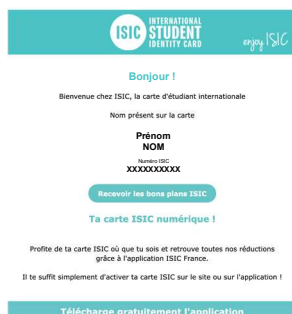 ISIC
INTERNATIONAL
STUDENT
IDENTITY CARD
enjoy ISIC
Bonjour !
Bienvenue chez ISIC, la carte d'étudiant internationale
Nom présent sur la carte
Prénom
NOM
Numéro ISIC
XXXXXXXXXX
Recevoir les bons plans ISIC
Ta carte ISIC numérique !
Profite de ta carte ISIC où que tu sois et retrouve toutes nos réductions
grâce à l'application ISIC France.
Il te suffit simplement d'activer ta carte ISIC sur le site ou sur l'application !
Télécharge gratuitement l'application